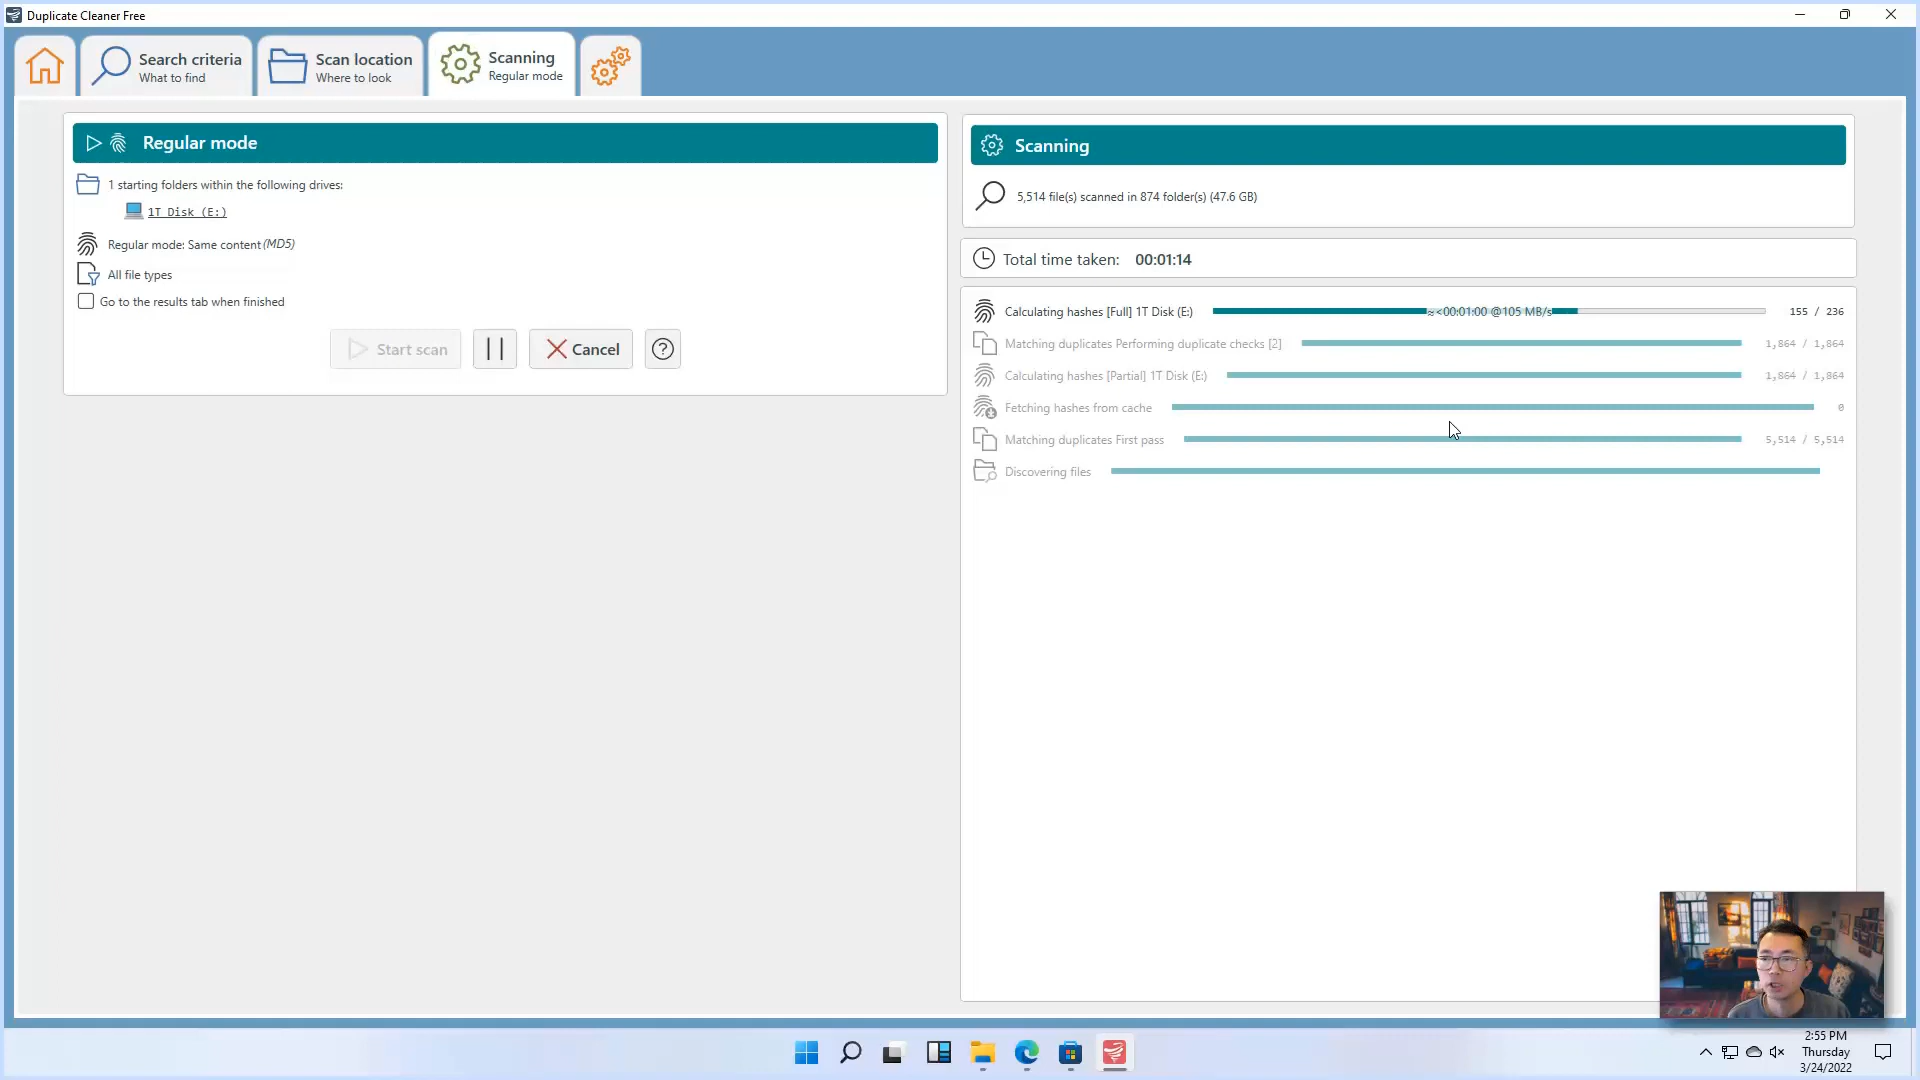 Duplicate Cleaner Free
Search criteria
What to find
Scan location
Where to look
Scanning
Regular mode
Regular mode
1 starting folders within the following drives:
1T Disk (E:)
Regular mode: Same content (MD5)
All file types
Go to the results tab when finished
Start scan
Cancel
?
Scanning
5,514 file(s) scanned in 874 folder(s) (47.6 GB)
Total time taken: 00:01:14
Calculating hashes [Full] 1T Disk (E:) ≈<00:01:00 @105 MB/s 155 / 236
Matching duplicates Performing duplicate checks [2] 1,864 / 1,864
Calculating hashes [Partial] 1T Disk (E:) 1,864 / 1,864
Fetching hashes from cache 0
Matching duplicates First pass 5,514 / 5,514
Discovering files
2:55 PM
Thursday
3/24/2022